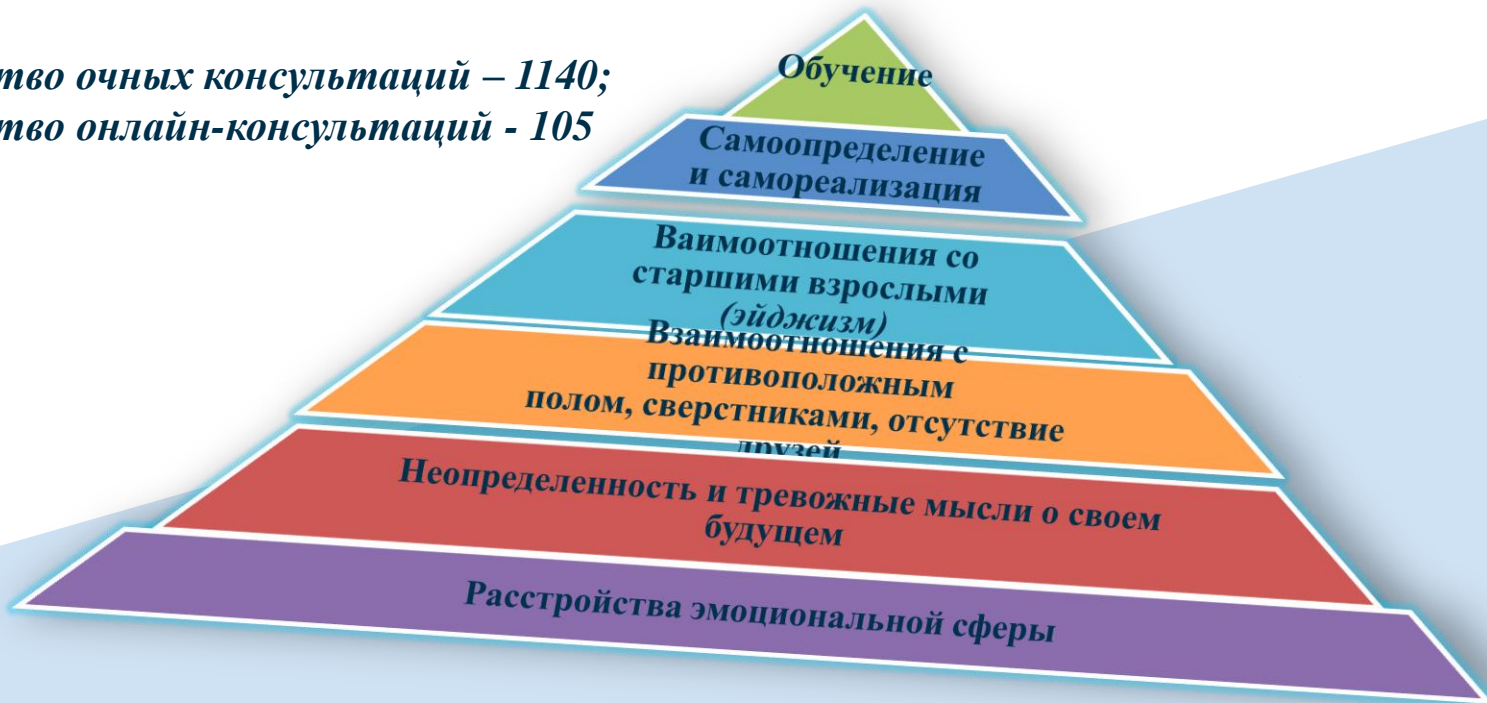 тво очных консультаций – 1140;
тво онлайн-консультаций - 105
Обучение
Самоопределение
и самореализация
Ваимоотношения со
старшими взрослыми
(эйджизм)
Взаимоотношения с
противоположным
полом, сверстниками, отсутствие
друзей
Неопределенность и тревожные мысли о своем
будущем
Расстройства эмоциональной сферы